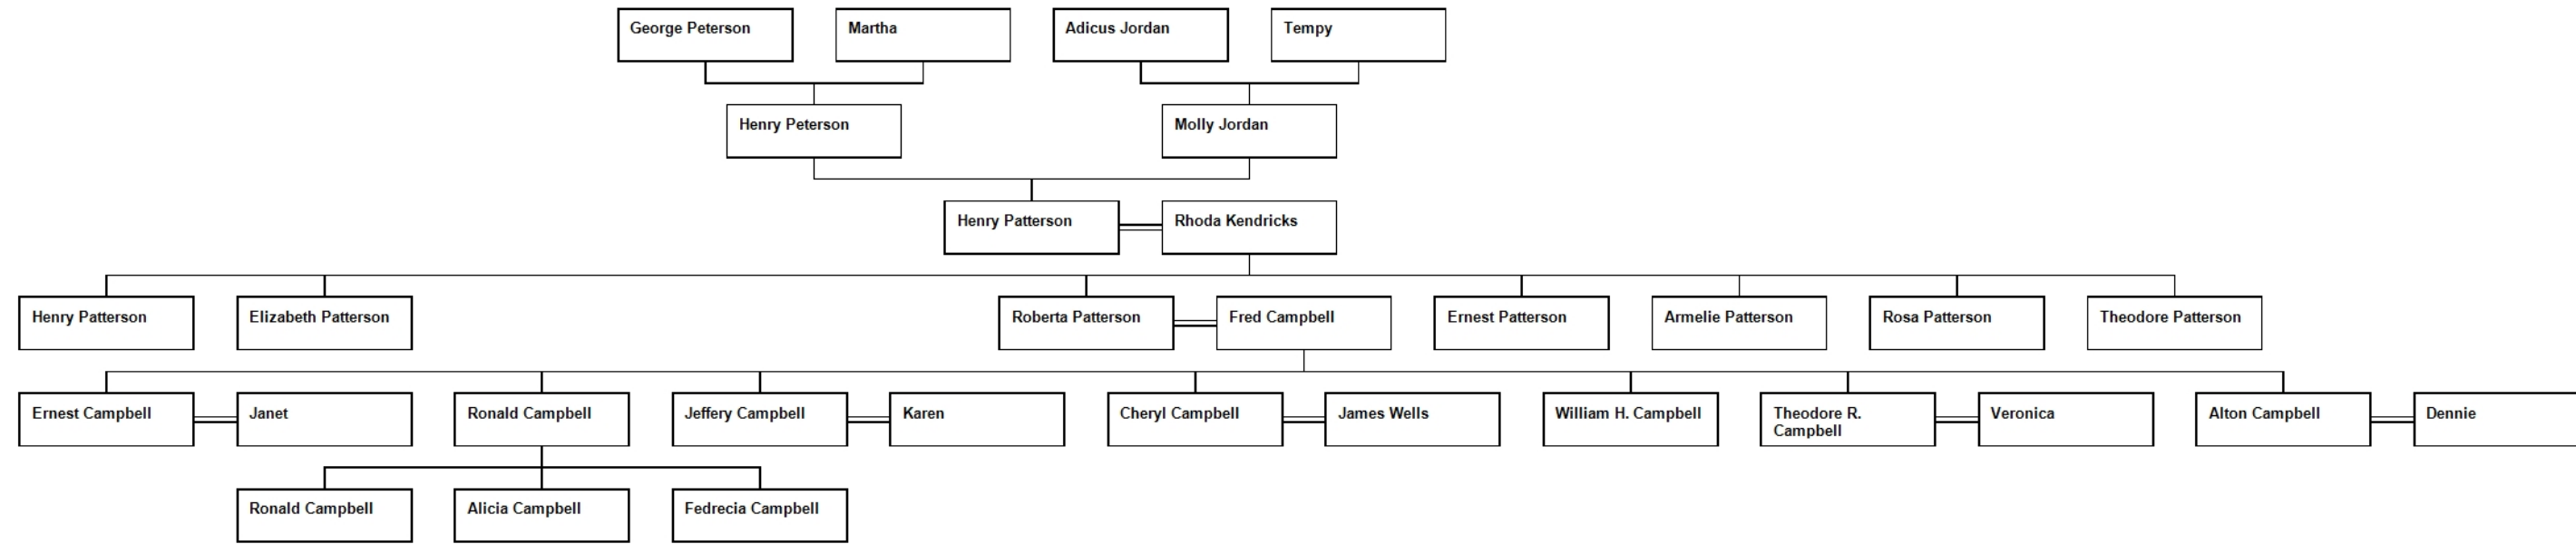 George Peterson
Martha
Adicus Jordan
Tempy
Henry Peterson
Molly Jordan
Henry Patterson
Rhoda Kendricks
Henry Patterson
Elizabeth Patterson
Roberta Patterson
Fred Campbell
Ernest Patterson
Armelie Patterson
Rosa Patterson
Theodore Patterson
Ernest Campbell
Janet
Ronald Campbell
Jeffery Campbell
Karen
Cheryl Campbell
James Wells
William H. Campbell
Theodore R.
Campbell
Veronica
Alton Campbell
Dennie
Ronald Campbell
Alicia Campbell
Fedrecia Campbell